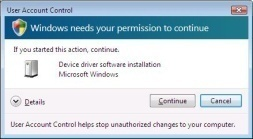 User Account Control
Windows needs your permission to continue
If you started this action, continue.
Device driver software installation
Microsoft Windows
Details
Continue
Cancel
User Account Control helps stop unauthorized changes to your computer.